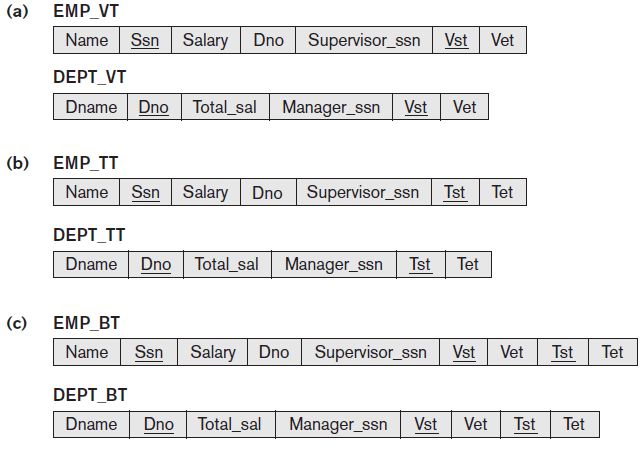 (a) EMP_VT
Name Ssn Salary Dno Supervisor_ssn Vst Vet
DEPT_VT
Dname Dno Total_sal Manager_ssn Vst Vet
(b) EMP_TT
Name Ssn Salary Dno Supervisor_ssn Tst Tet
DEPT_TT
Dname Dno Total_sal Manager_ssn Tst Tet
(c) EMP_BT
Name Ssn Salary Dno Supervisor_ssn Vst Vet Tst Tet
DEPT_BT
Dname Dno Total_sal Manager_ssn Vst Vet Tst Tet